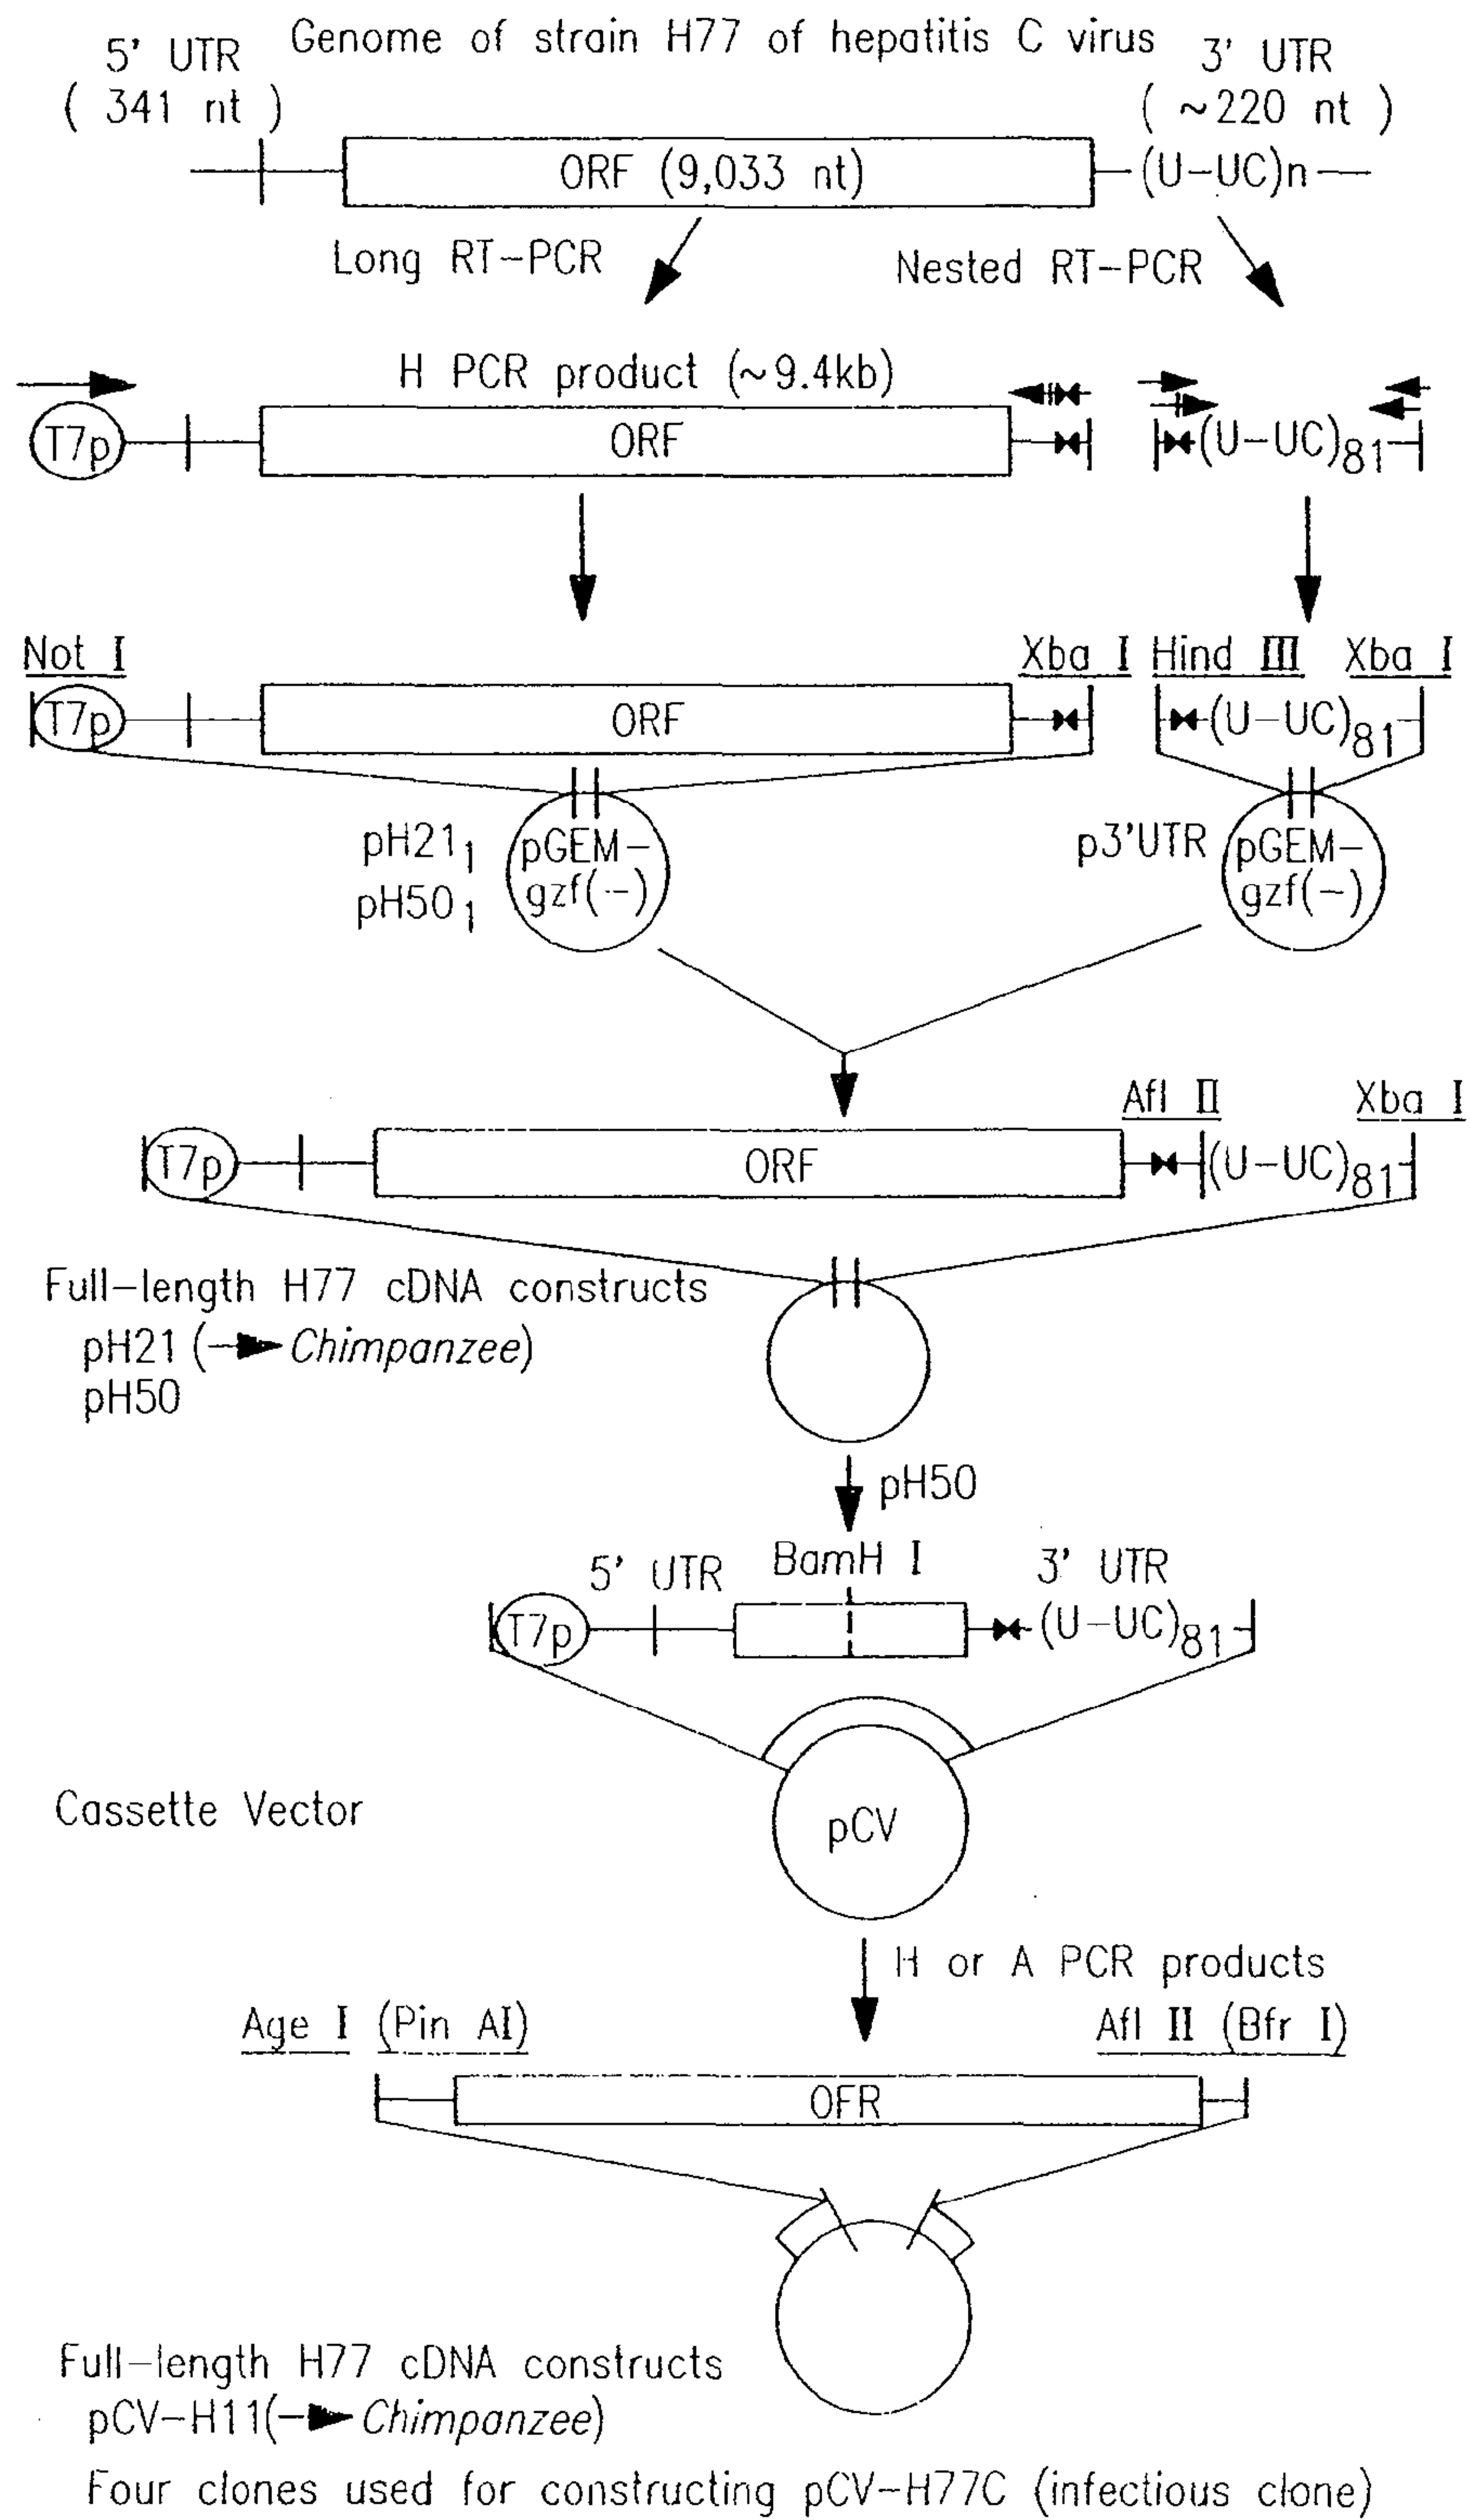 Genome of strain H77 of hepatitis C virus
5' UTR
( 341 nt )
3' UTR
( ~220 nt )
ORF (9,033 nt)
(U-UC)n
Long RT-PCR
Nested RT-PCR
H PCR product (~9.4kb)
T7p
ORF
(U-UC)81
Not I
Xba I
Hind III
Xba I
T7p
ORF
(U-UC)81
pH21₁
pH50₁
pGEM-
gzf(-)
p3'UTR
pGEM-
gzf(-)
Afl II
Xba I
T7p
ORF
(U-UC)81
Full-length H77 cDNA constructs
pH21 (→ Chimpanzee)
pH50
pH50
5' UTR
BamH I
3' UTR
T7p
(U-UC)81
Cassette Vector
pCV
H or A PCR products
Age I (Pin AI)
Afl II (Bfr I)
OFR
Full-length H77 cDNA constructs
pCV-H11(→ Chimpanzee)
Four clones used for constructing pCV-H77C (infectious clone)